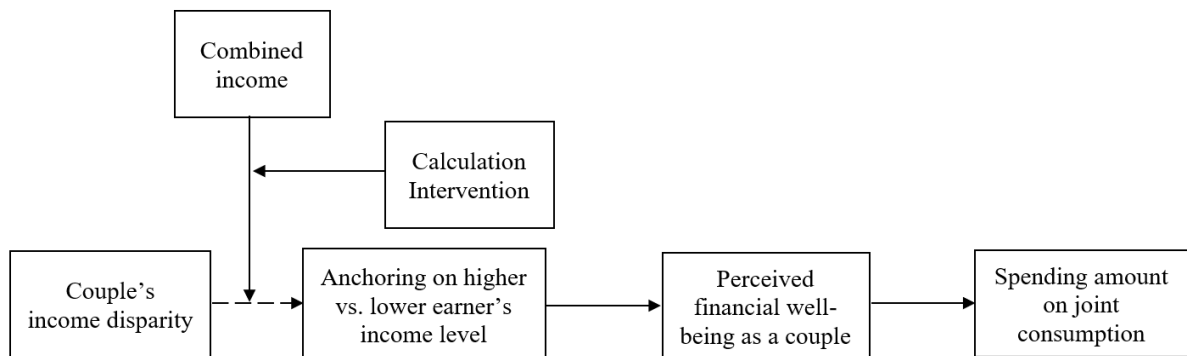 Combined
income
Calculation
Intervention
Couple’s
income disparity
Anchoring on higher
vs. lower earner’s
income level
Perceived
financial well-
being as a couple
Spending amount
on joint
consumption